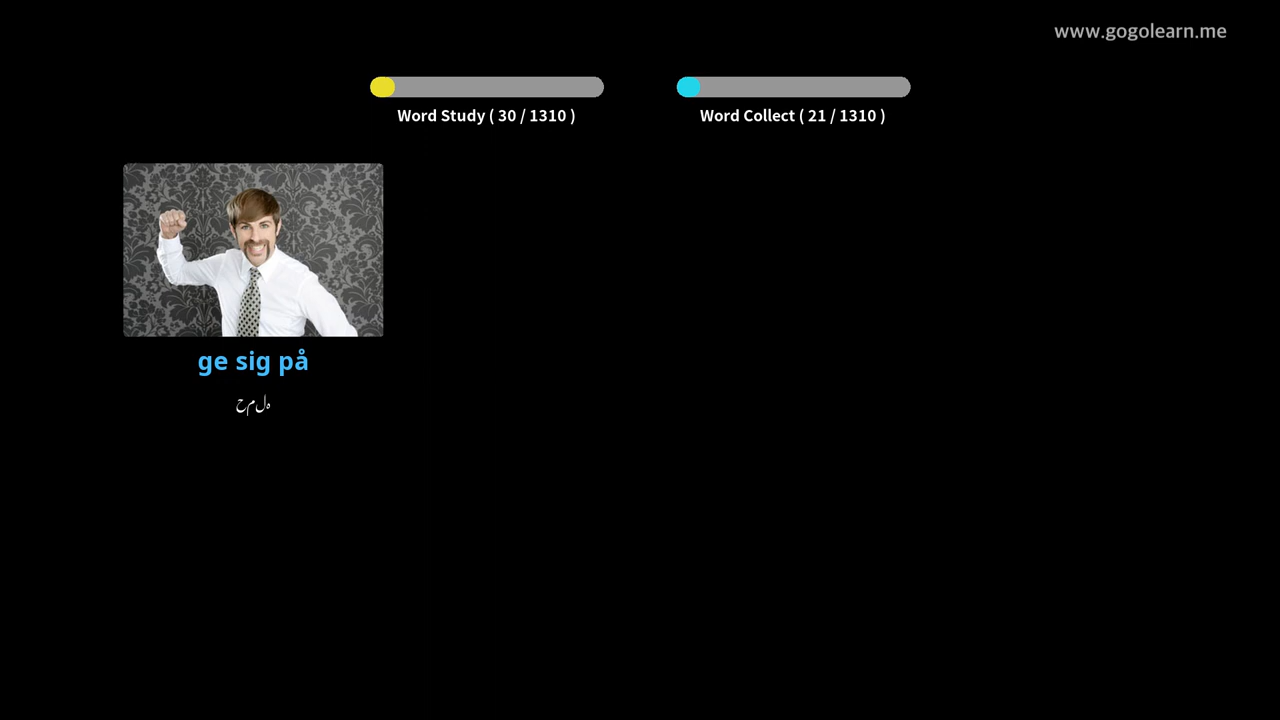 www.gogolearn.me
Word Study ( 30 / 1310 )
Word Collect ( 21 / 1310 )
ge sig på
حمله